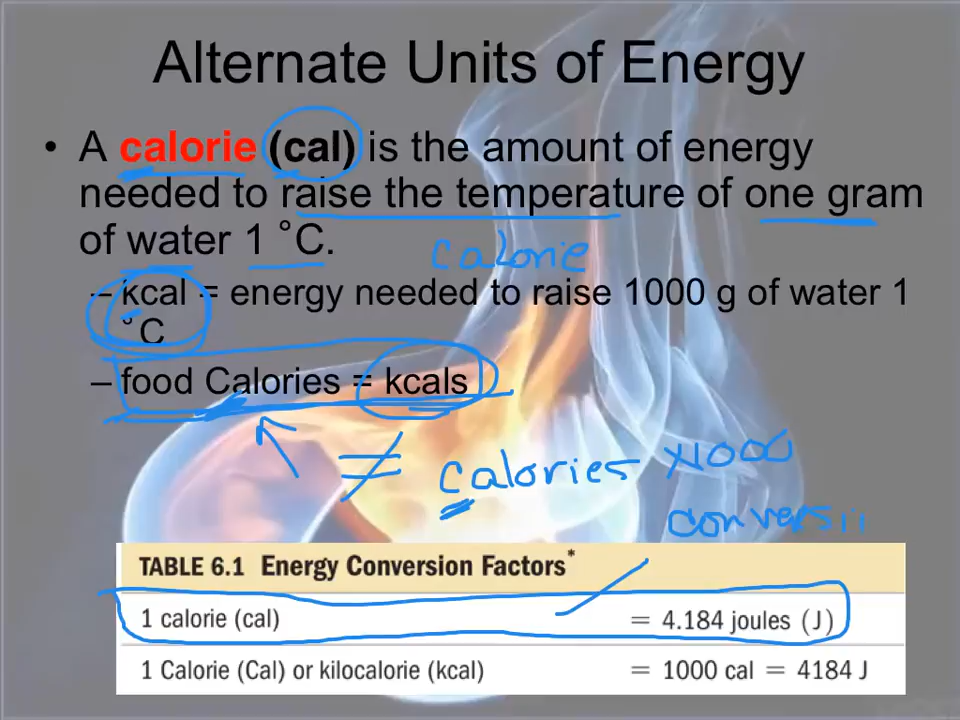 Alternate Units of Energy
• A calorie (cal) is the amount of energy
needed to raise the temperature of one gram
of water 1 ˚C.
calorie
– kcal = energy needed to raise 1000 g of water 1
˚C
– food Calories = kcals
≠ calories x1000
TABLE 6.1 Energy Conversion Factors*
1 calorie (cal) = 4.184 joules (J)
1 Calorie (Cal) or kilocalorie (kcal) = 1000 cal = 4184 J